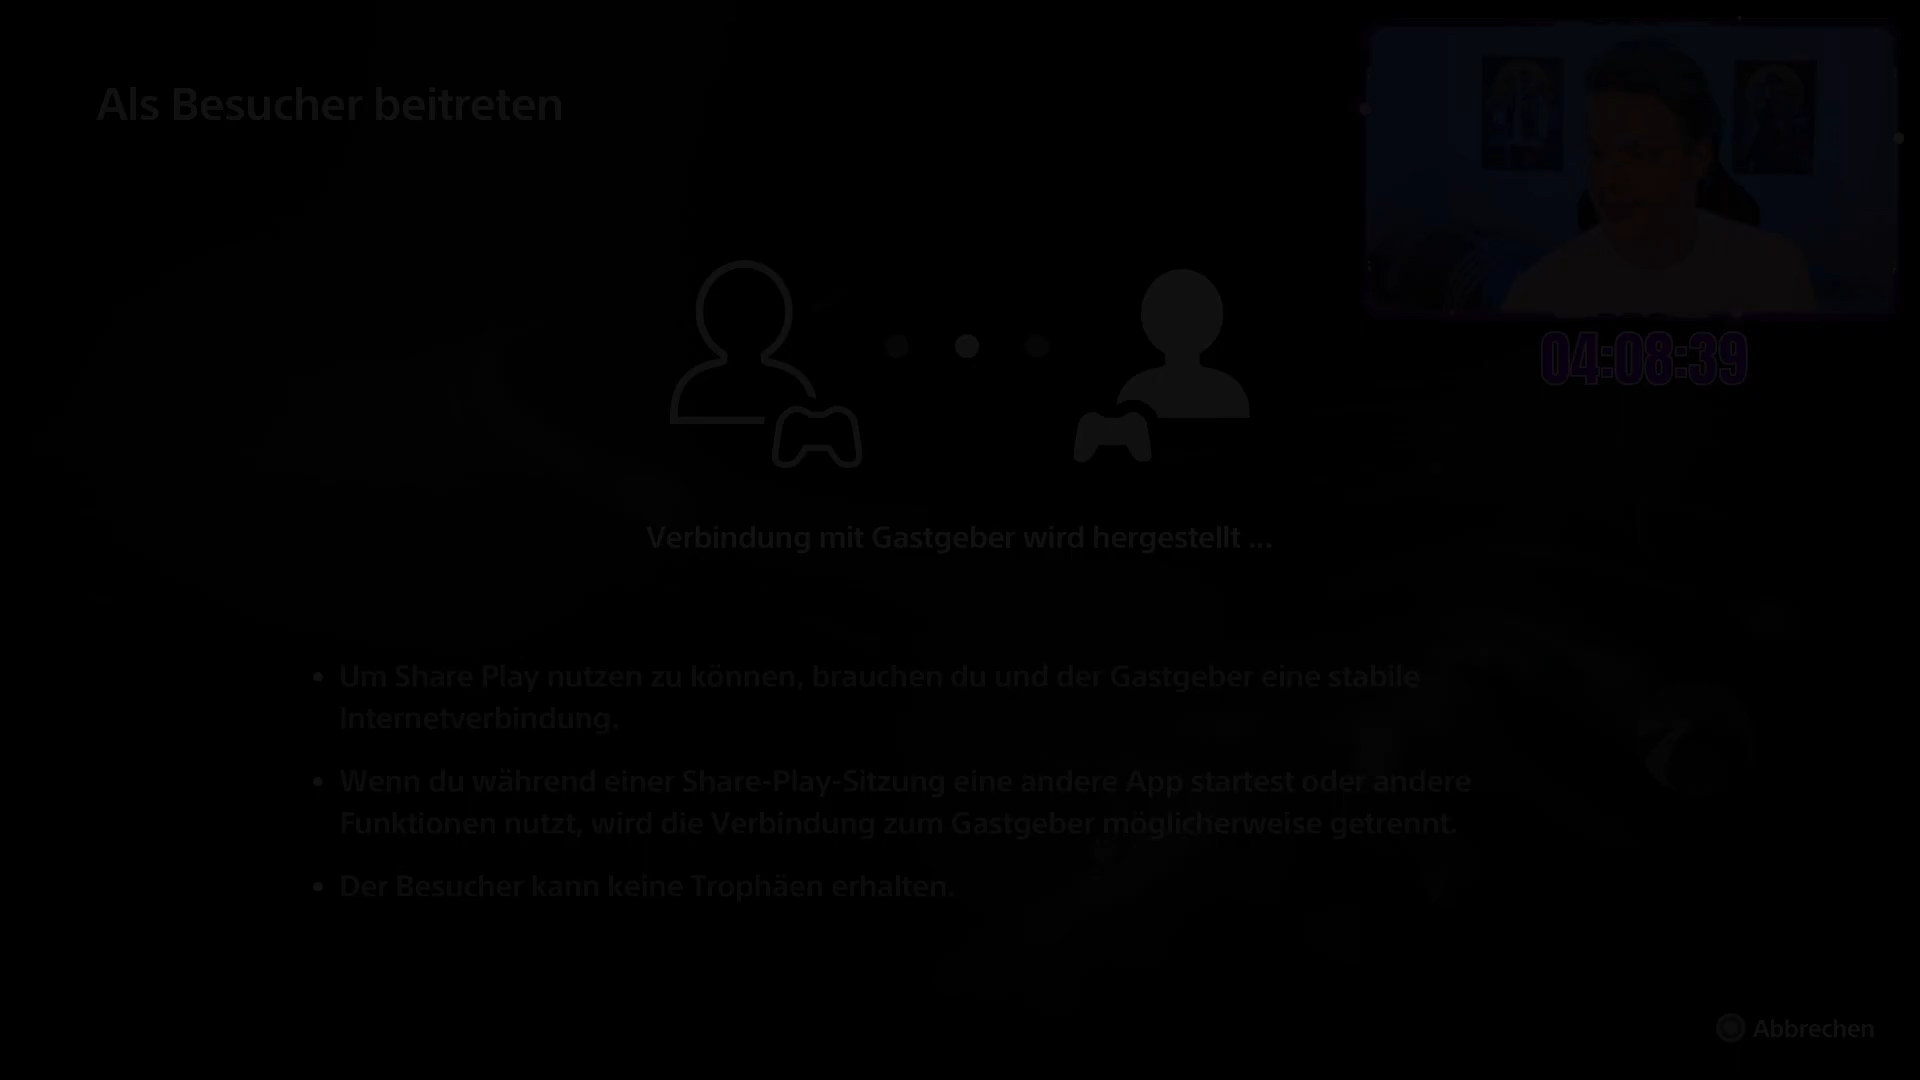 Als Besucher beitreten
04:08:39
Verbindung mit Gastgeber wird hergestellt ...
• Um Share Play nutzen zu können, brauchen du und der Gastgeber eine stabile
Internetverbindung.
• Wenn du während einer Share-Play-Sitzung eine andere App startest oder andere
Funktionen nutzt, wird die Verbindung zum Gastgeber möglicherweise getrennt.
• Der Besucher kann keine Trophäen erhalten.
Abbrechen